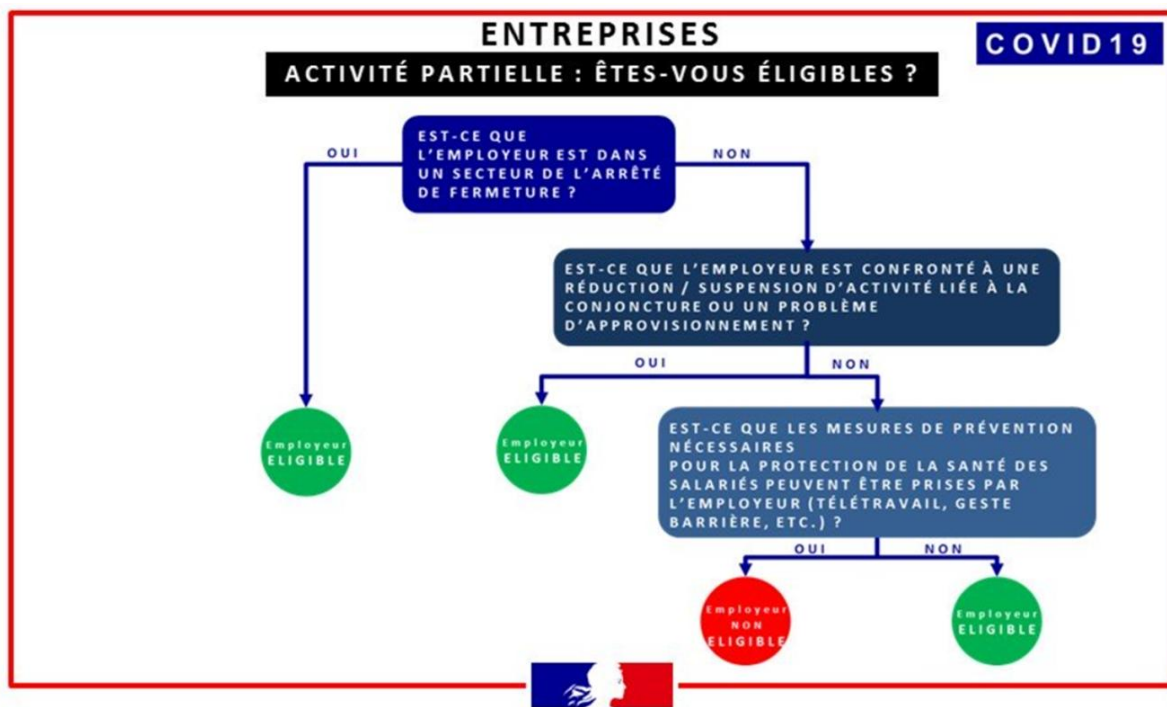 ENTREPRISES
COVID19
ACTIVITÉ PARTIELLE : ÊTES-VOUS ÉLIGIBLES ?
EST-CE QUE
L'EMPLOYEUR EST DANS
UN SECTEUR DE L'ARRÊTÉ
DE FERMETURE ?
OUI
NON
EST-CE QUE L'EMPLOYEUR EST CONFRONTÉ À UNE
RÉDUCTION / SUSPENSION D'ACTIVITÉ LIÉE À LA
CONJONCTURE OU UN PROBLÈME
D'APPROVISIONNEMENT ?
OUI
NON
Employeur
ELIGIBLE
Employeur
ELIGIBLE
EST-CE QUE LES MESURES DE PRÉVENTION
NÉCESSAIRES
POUR LA PROTECTION DE LA SANTÉ DES
SALARIÉS PEUVENT ÊTRE PRISES PAR
L'EMPLOYEUR (TÉLÉTRAVAIL, GESTE
BARRIÈRE, ETC.) ?
OUI
NON
Employeur
NON
ELIGIBLE
Employeur
ELIGIBLE